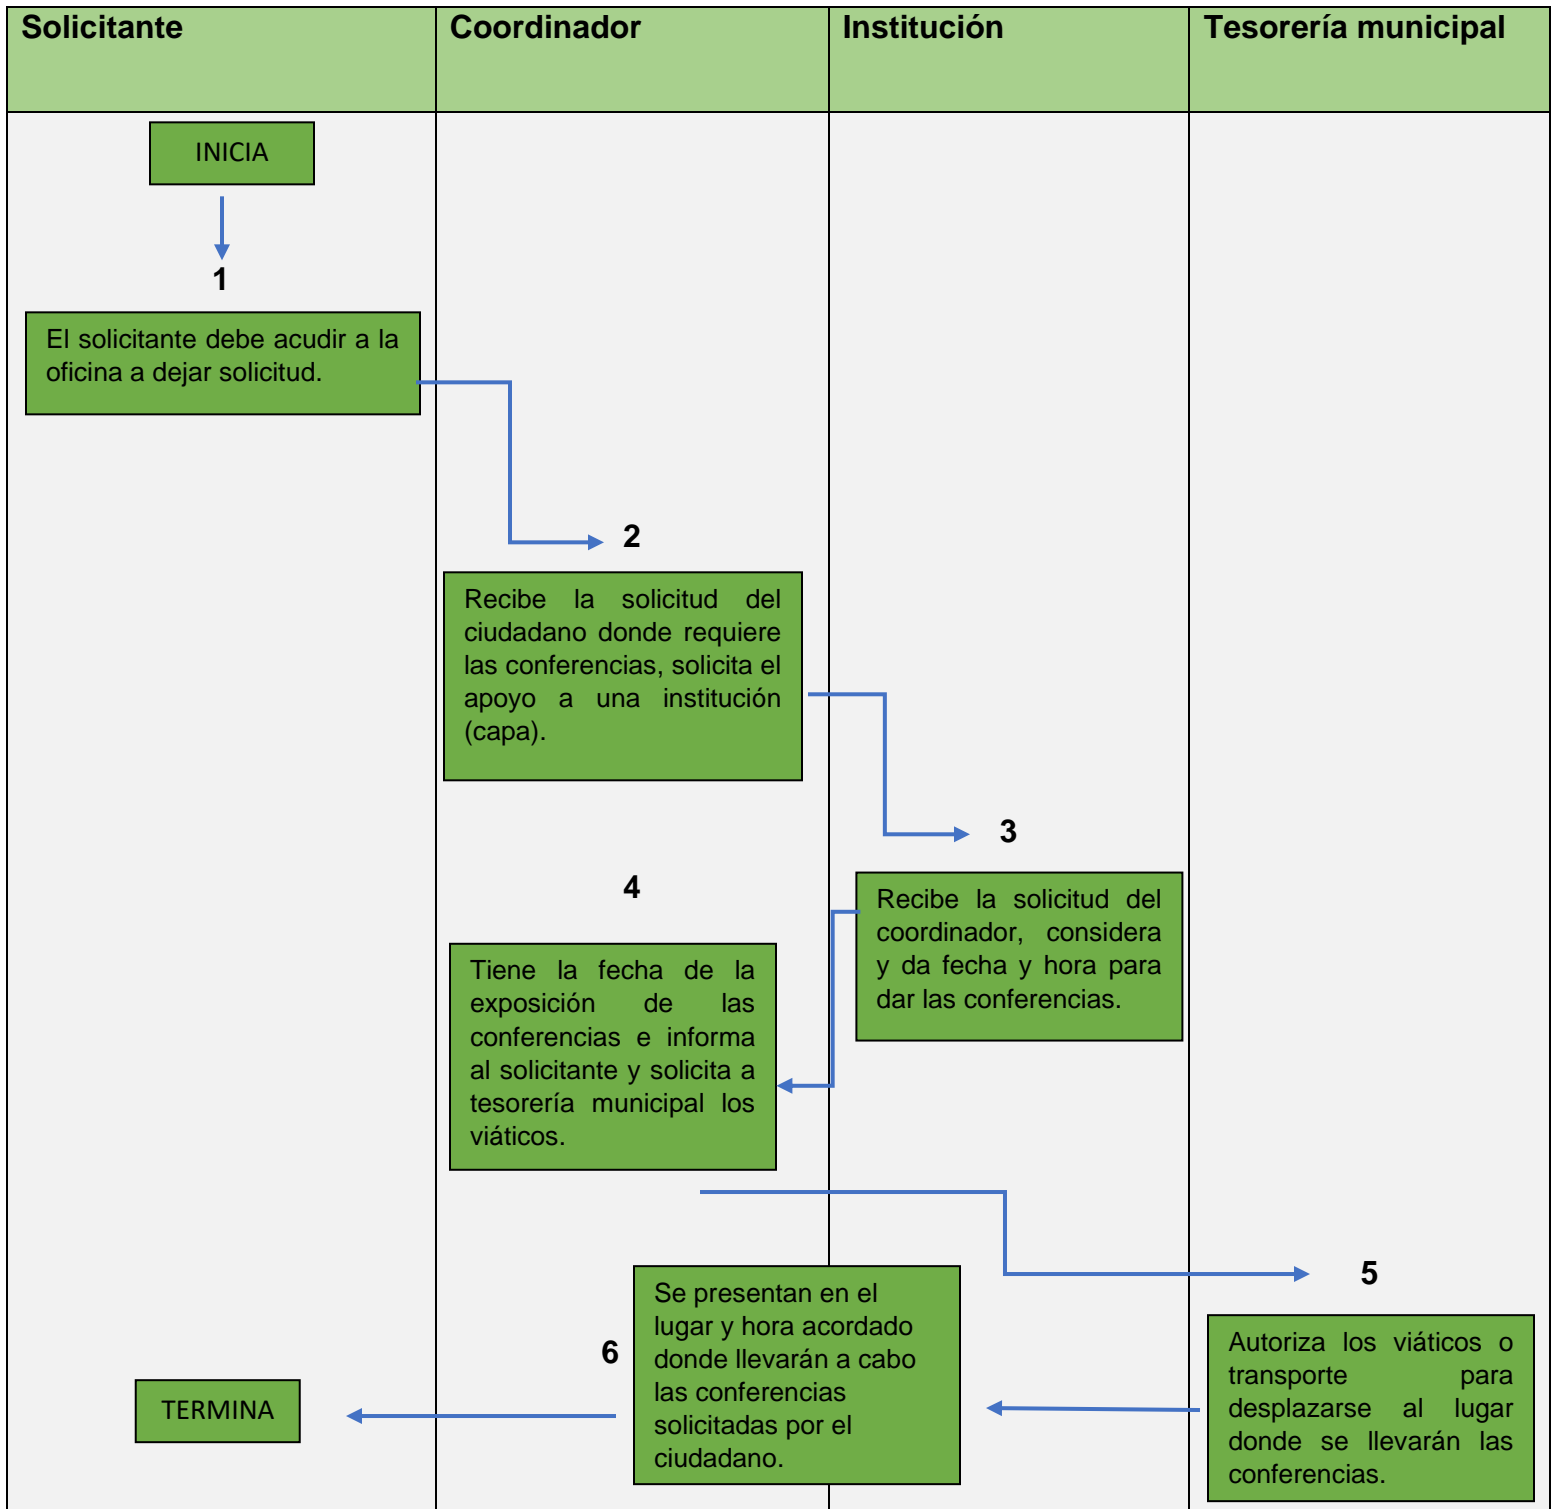 Solicitante
Coordinador
Institución
Tesorería municipal
INICIA
1
El solicitante debe acudir a la
oficina a dejar solicitud.
2
Recibe la solicitud del
ciudadano donde requiere
las conferencias, solicita el
apoyo a una institución
(capa).
3
Recibe la solicitud del
coordinador, considera
y da fecha y hora para
dar las conferencias.
4
Tiene la fecha de la
exposición de las
conferencias e informa
al solicitante y solicita a
tesorería municipal los
viáticos.
5
Autoriza los viáticos o
transporte para
desplazarse al lugar
donde se llevarán las
conferencias.
6
Se presentan en el
lugar y hora acordado
donde llevarán a cabo
las conferencias
solicitadas por el
ciudadano.
TERMINA